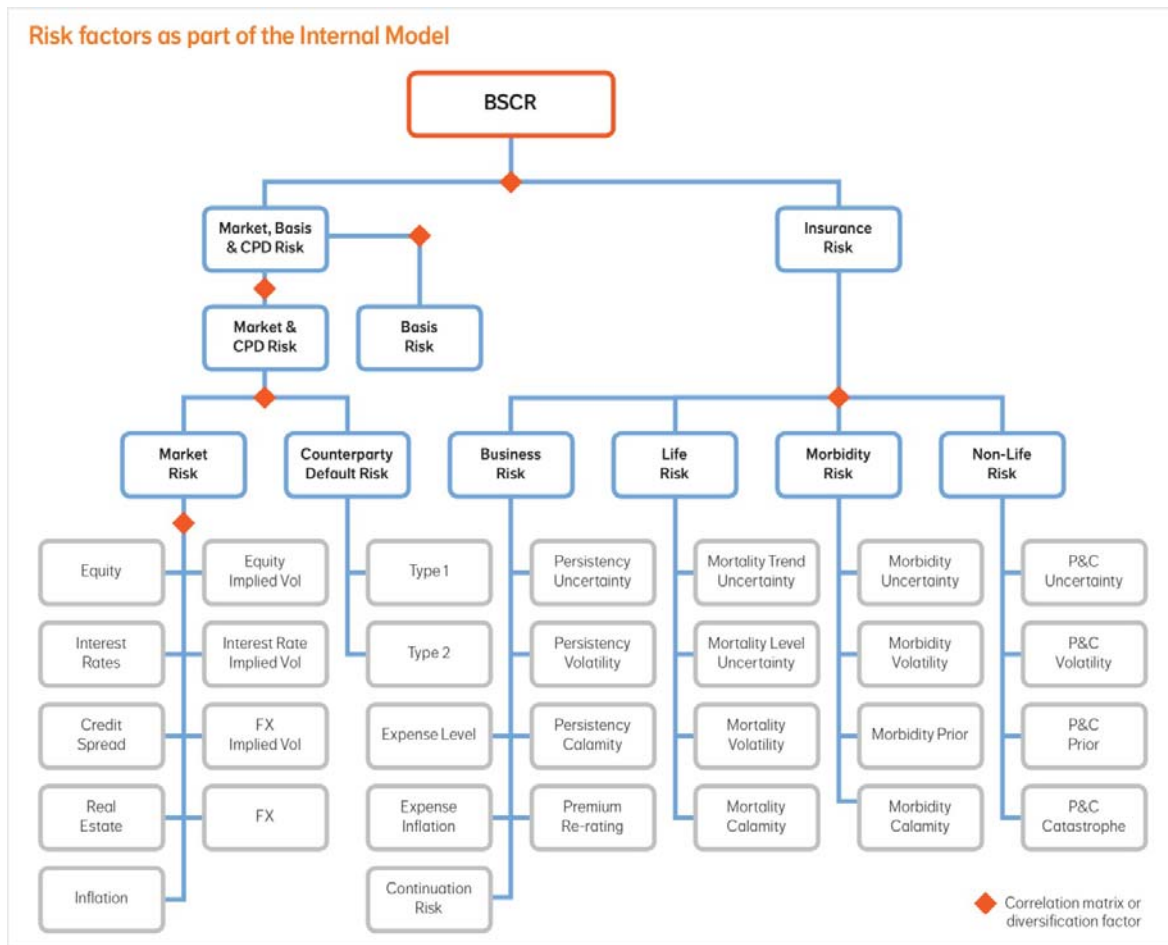 Risk factors as part of the Internal Model
BSCR
Market, Basis
& CPD Risk
Insurance
Risk
Market &
CPD Risk
Basis
Risk
Market
Risk
Counterparty
Default Risk
Business
Risk
Life
Risk
Morbidity
Risk
Non-Life
Risk
Equity
Equity
Implied Vol
Type 1
Persistency
Uncertainty
Mortality Trend
Uncertainty
Morbidity
Uncertainty
P&C
Uncertainty
Interest
Rates
Interest Rate
Implied Vol
Type 2
Persistency
Volatility
Mortality Level
Uncertainty
Morbidity
Volatility
P&C
Volatility
Credit
Spread
FX
Implied Vol
Expense Level
Persistency
Calamity
Mortality
Volatility
Morbidity Prior
P&C
Prior
Real
Estate
FX
Expense
Inflation
Premium
Re-rating
Mortality
Calamity
Morbidity
Calamity
P&C
Catastrophe
Inflation
Continuation
Risk
Correlation matrix or
diversification factor